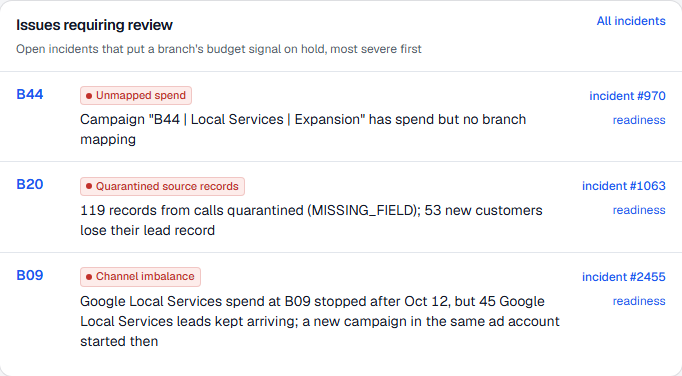 Issues requiring review
All incidents
Open incidents that put a branch's budget signal on hold, most severe first
B44
Unmapped spend
incident #970
Campaign "B44 | Local Services | Expansion" has spend but no branch
mapping
readiness
B20
Quarantined source records
incident #1063
119 records from calls quarantined (MISSING_FIELD); 53 new customers
lose their lead record
readiness
B09
Channel imbalance
incident #2455
Google Local Services spend at B09 stopped after Oct 12, but 45 Google
Local Services leads kept arriving; a new campaign in the same ad account
started then
readiness